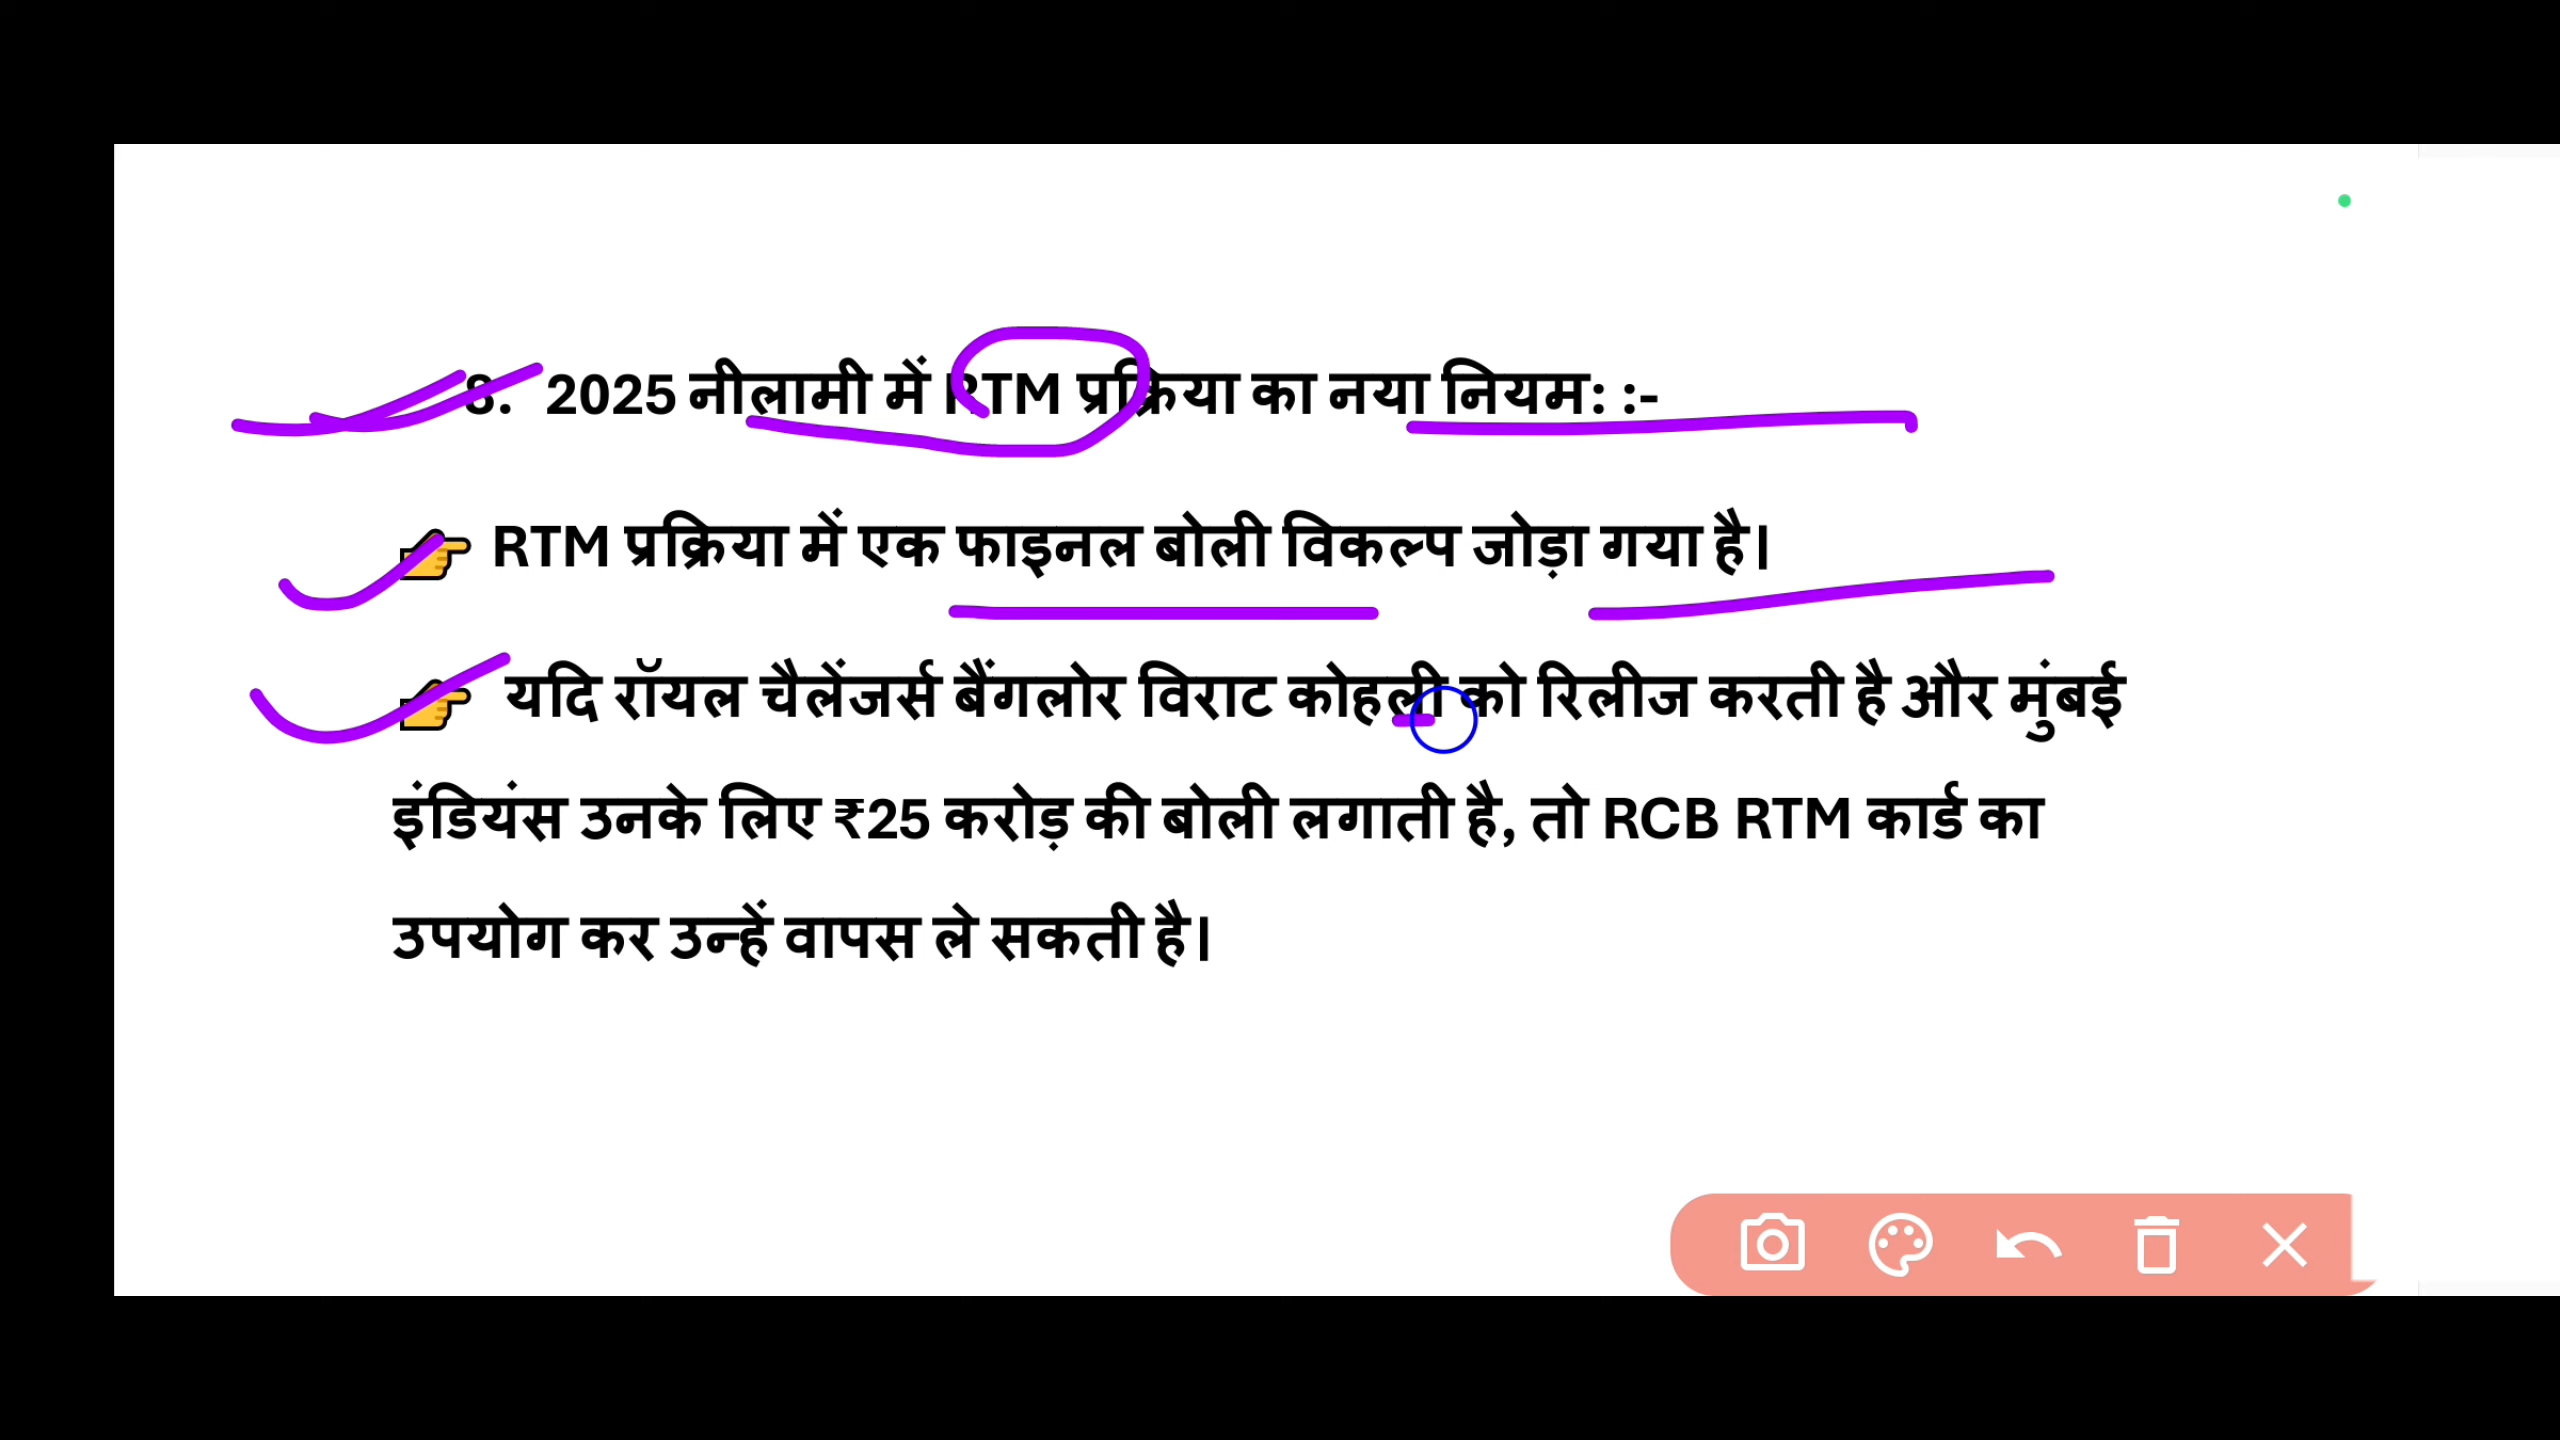 8. 2025 नीलामी में RTM प्रक्रिया का नया नियम: :-
👉 RTM प्रक्रिया में एक फाइनल बोली विकल्प जोड़ा गया है।
👉 यदि रॉयल चैलेंजर्स बैंगलोर विराट कोहली को रिलीज करती है और मुंबई
इंडियंस उनके लिए ₹25 करोड़ की बोली लगाती है, तो RCB RTM कार्ड का
उपयोग कर उन्हें वापस ले सकती है।